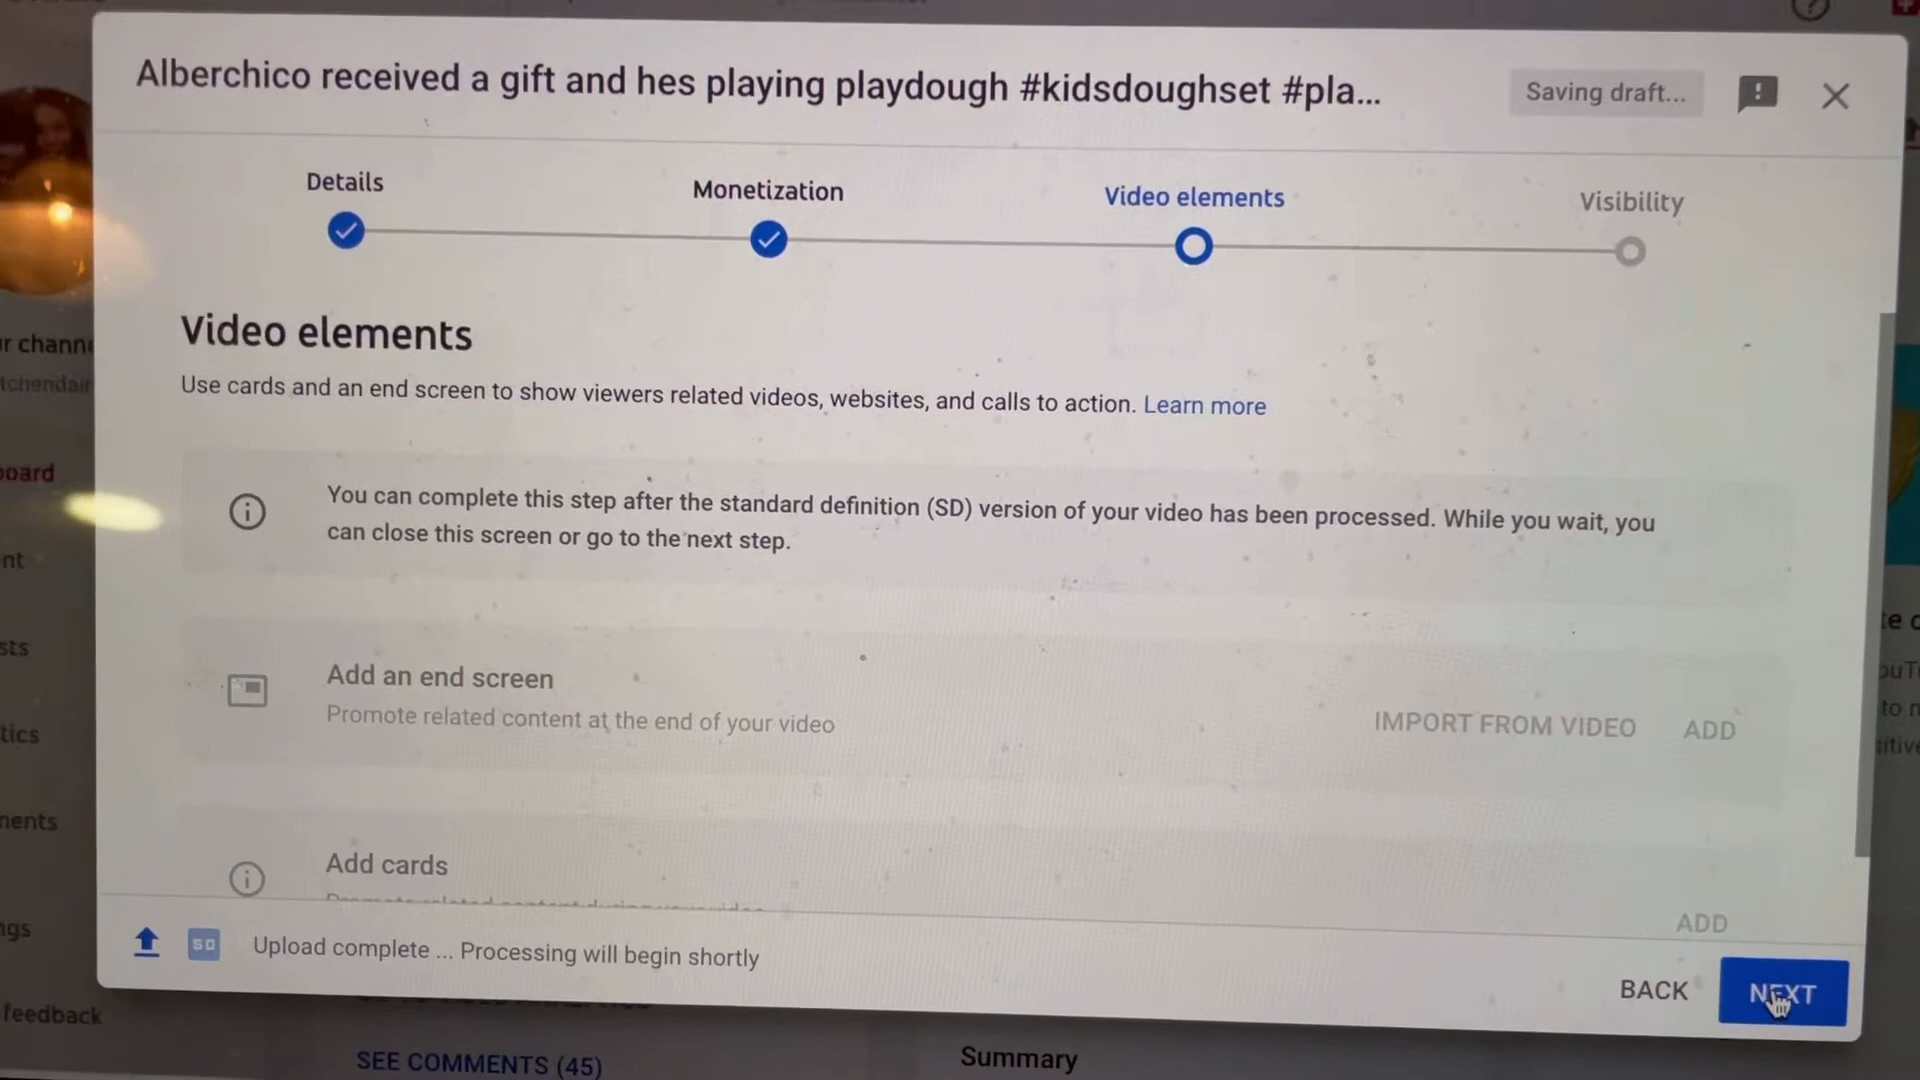 Alberchico received a gift and hes playing playdough #kidsdoughset #pla...
Saving draft...
Details
Monetization
Video elements
Visibility
Video elements
Use cards and an end screen to show viewers related videos, websites, and calls to action. Learn more
You can complete this step after the standard definition (SD) version of your video has been processed. While you wait, you
can close this screen or go to the next step.
Add an end screen
Promote related content at the end of your video
IMPORT FROM VIDEO
ADD
Add cards
ADD
SD
Upload complete ... Processing will begin shortly
BACK
NEXT
feedback
SEE COMMENTS (45)
Summary